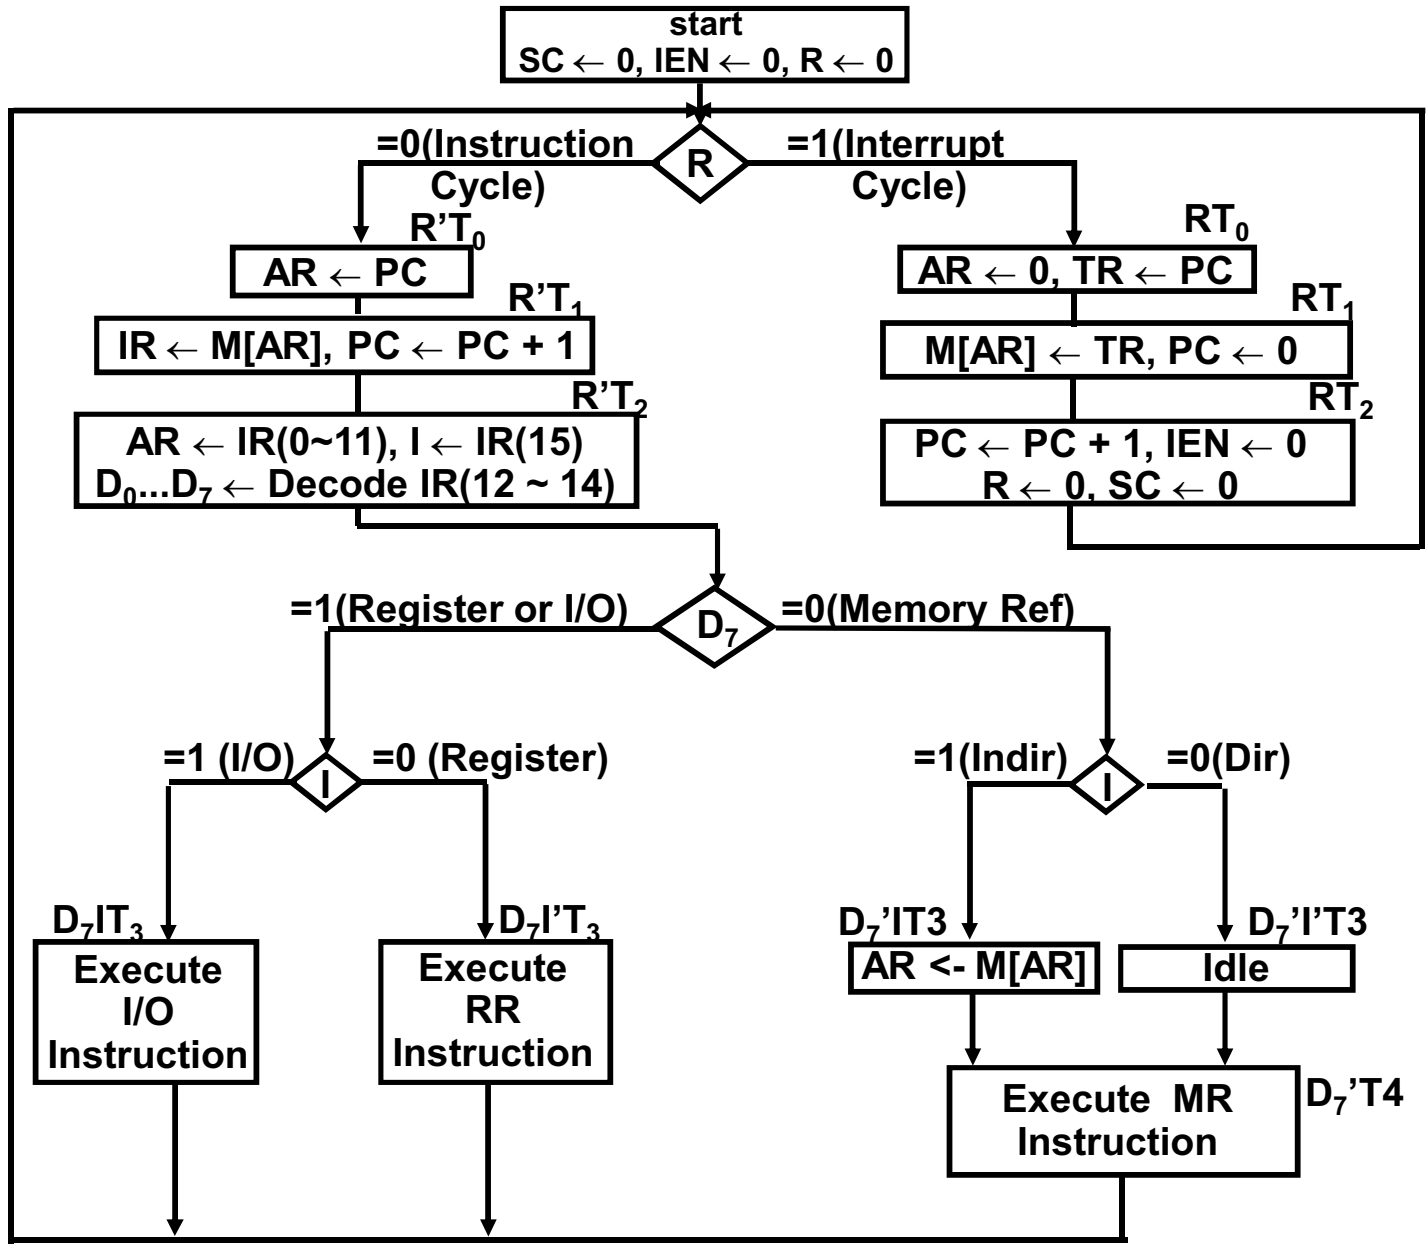 start
SC ← 0, IEN ← 0, R ← 0
=0(Instruction
Cycle)
R
=1(Interrupt
Cycle)
R’T₀
AR ← PC
R’T₁
IR ← M[AR], PC ← PC + 1
R’T₂
AR ← IR(0~11), I ← IR(15)
D₀...D₇ ← Decode IR(12 ~ 14)
RT₀
AR ← 0, TR ← PC
RT₁
M[AR] ← TR, PC ← 0
RT₂
PC ← PC + 1, IEN ← 0
R ← 0, SC ← 0
=1(Register or I/O)
D₇
=0(Memory Ref)
=1 (I/O)
I
=0 (Register)
=1(Indir)
I
=0(Dir)
D₇IT₃
Execute
I/O
Instruction
D₇I’T₃
Execute
RR
Instruction
D₇’IT3
AR <- M[AR]
D₇’I’T3
Idle
Execute MR
Instruction
D₇’T4